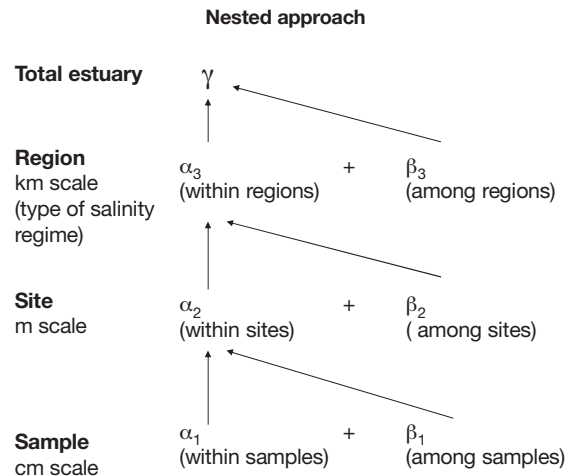 Nested approach
Total estuary γ
Region
km scale
(type of salinity
regime)
α3 + β3
(within regions) (among regions)
Site
m scale
α2 + β2
(within sites) ( among sites)
Sample
cm scale
α1 + β1
(within samples) (among samples)